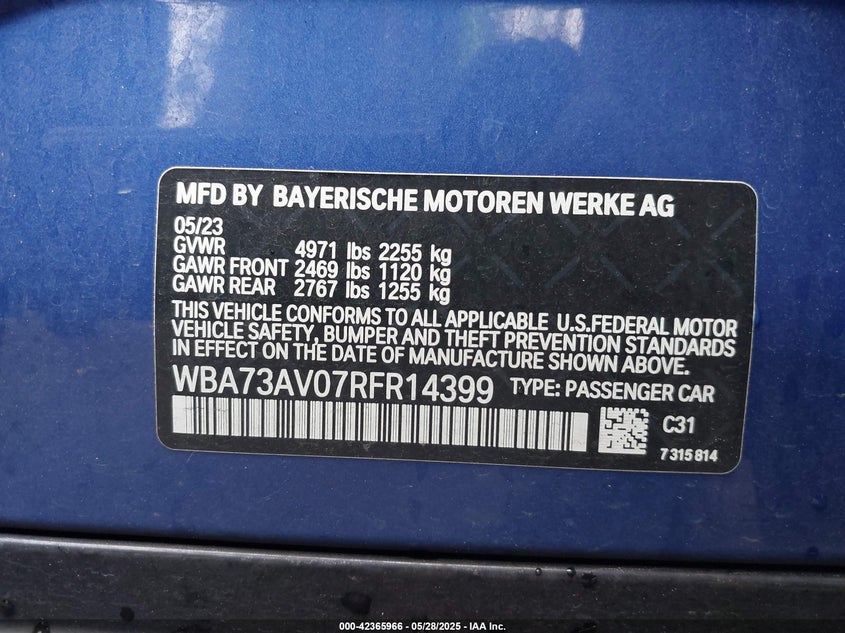 MFD BY BAYERISCHE MOTOREN WERKE AG
05/23
GVWR 4971 lbs 2255 kg
GAWR FRONT 2469 lbs 1120 kg
GAWR REAR 2767 lbs 1255 kg
THIS VEHICLE CONFORMS TO ALL APPLICABLE U.S.FEDERAL MOTOR
VEHICLE SAFETY, BUMPER AND THEFT PREVENTION STANDARDS
IN EFFECT ON THE DATE OF MANUFACTURE SHOWN ABOVE.
WBA73AV07RFR14399 TYPE: PASSENGER CAR
C31
7315814
000-42365966 - 05/28/2025 - IAA Inc.